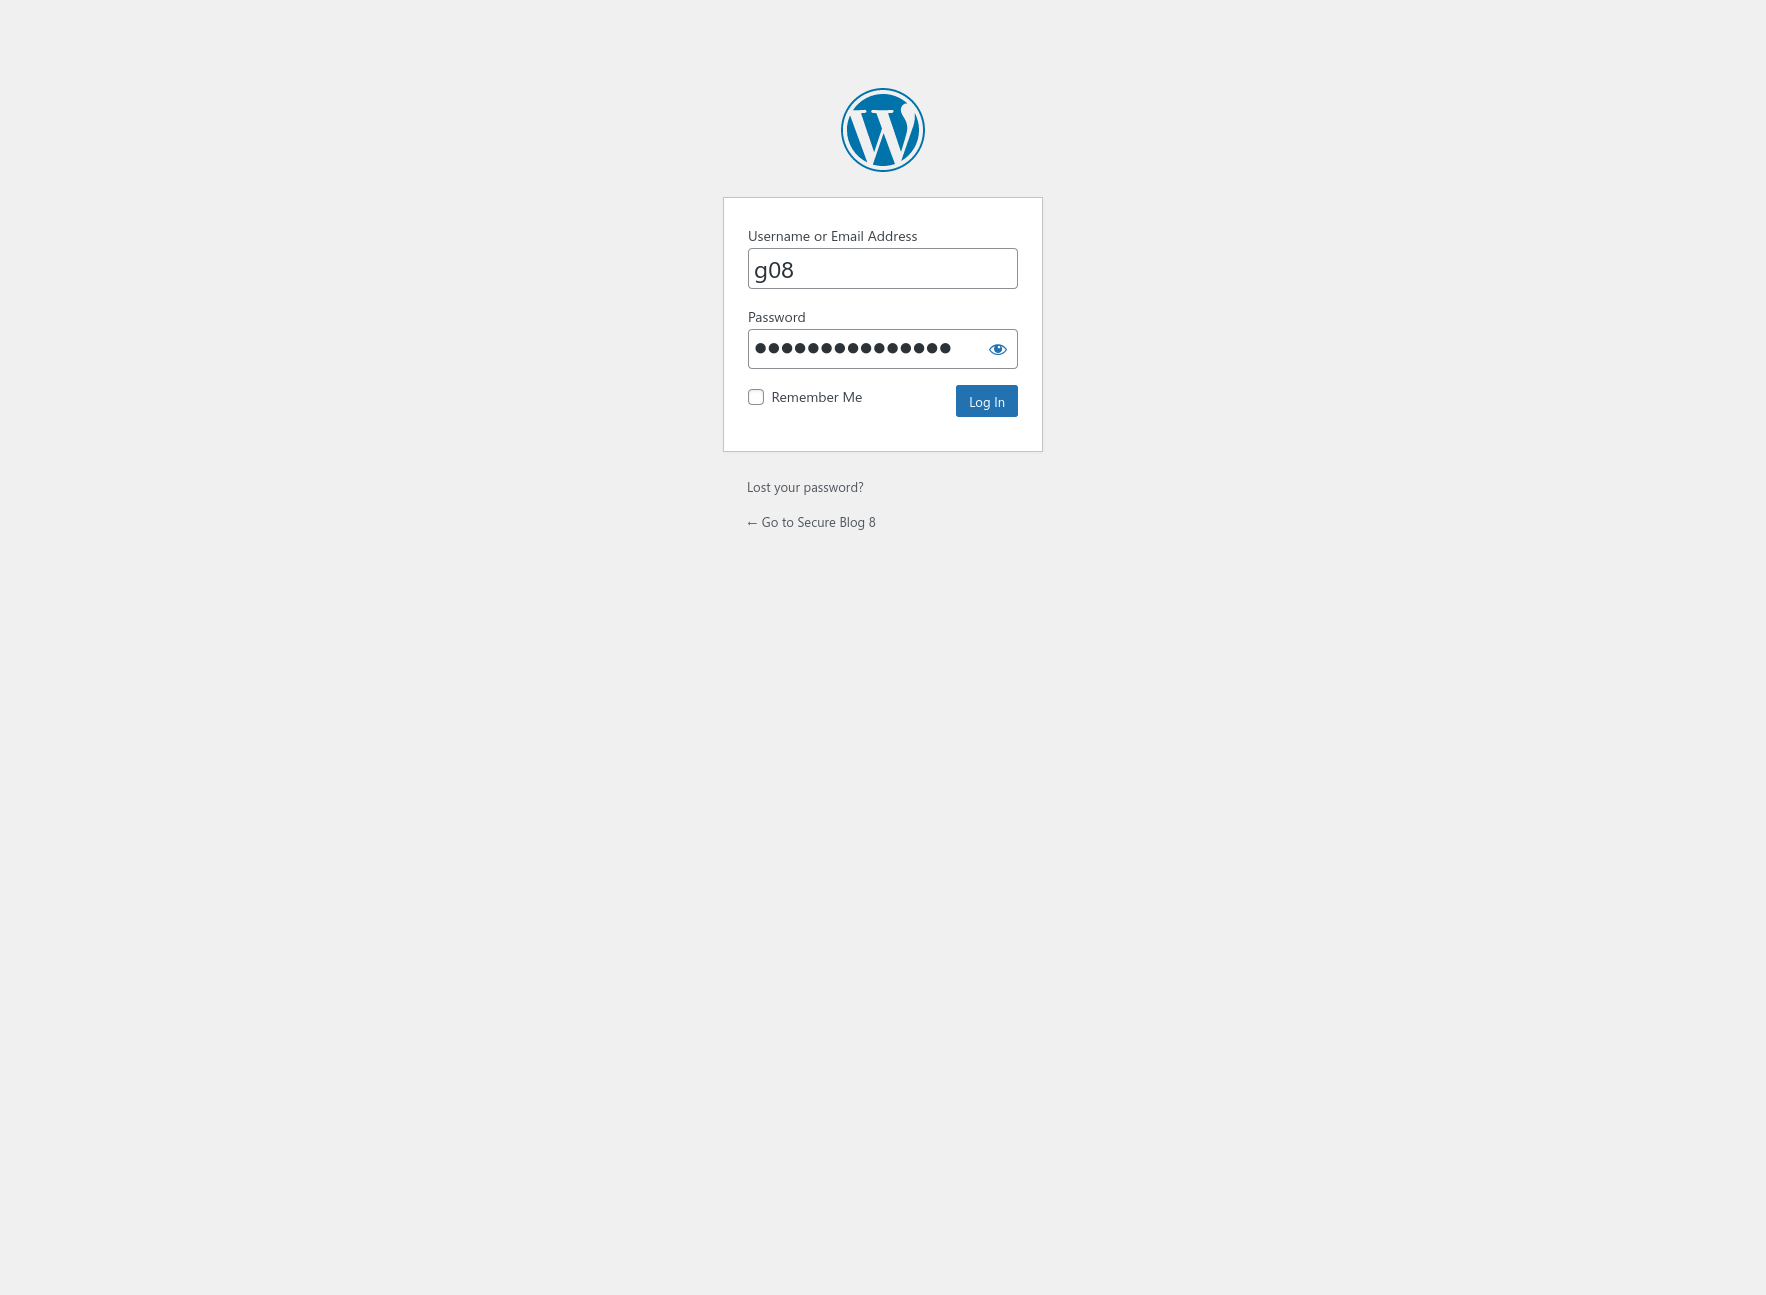 Username or Email Address
g08
Password
●●●●●●●●●●●●●●●
Remember Me
Log In
Lost your password?
← Go to Secure Blog 8